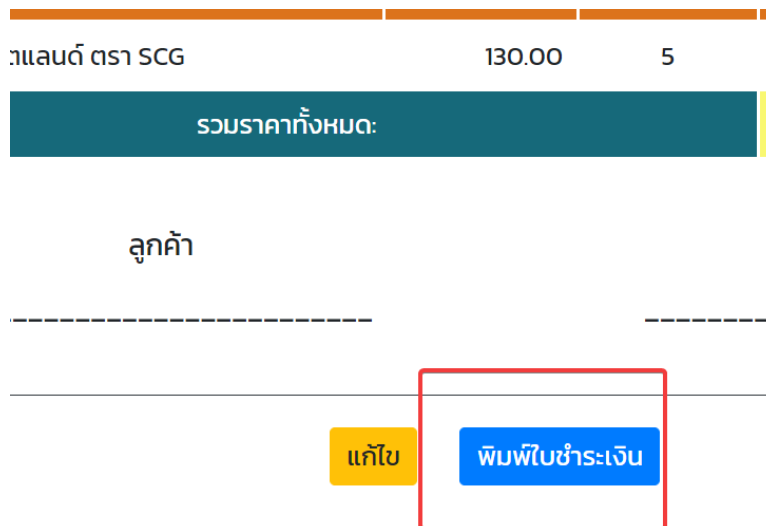 ตแลนด์ ตรา SCG 130.00 5
รวมราคาทั้งหมด:
ลูกค้า
แก้ไข พิมพ์ใบชำระเงิน